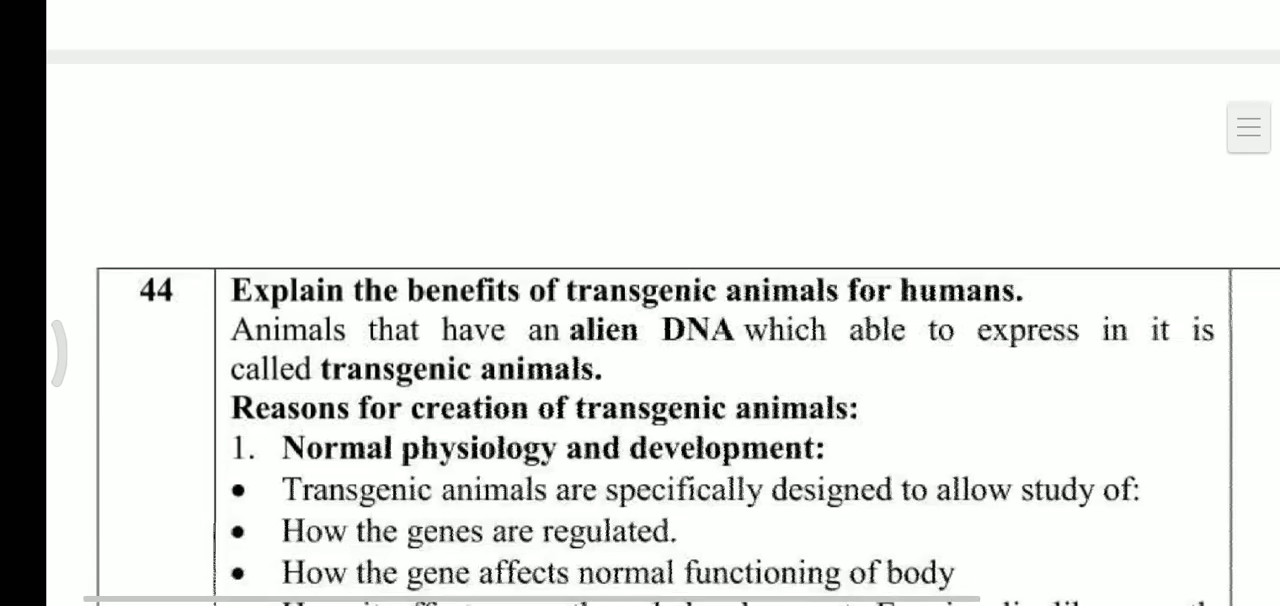 44
Explain the benefits of transgenic animals for humans.
Animals that have an alien DNA which able to express in it is
called transgenic animals.
Reasons for creation of transgenic animals:
1. Normal physiology and development:
• Transgenic animals are specifically designed to allow study of:
• How the genes are regulated.
• How the gene affects normal functioning of body